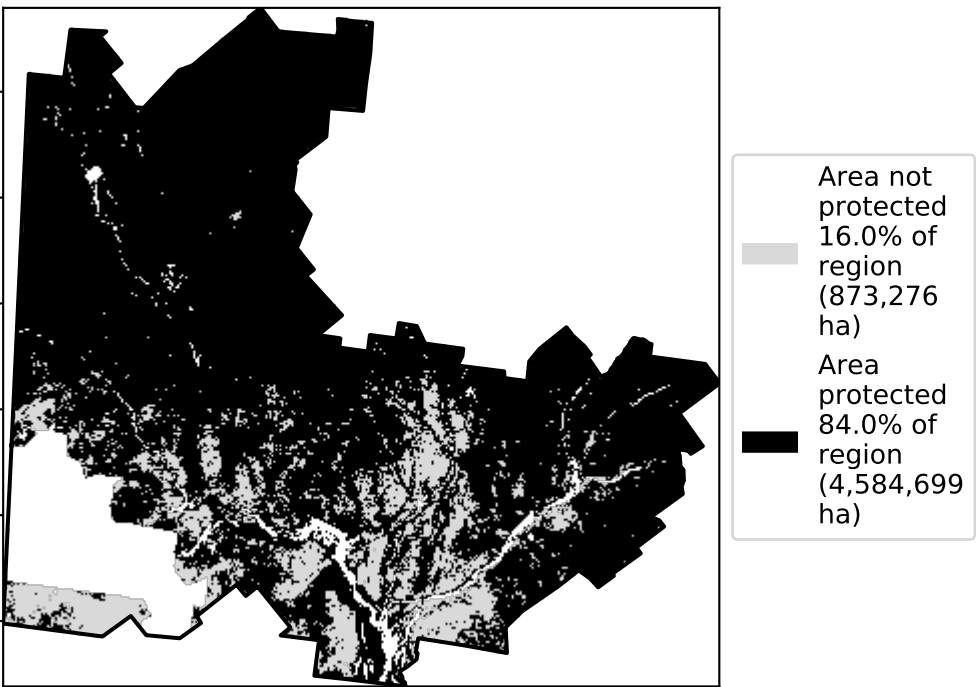 Area not
protected
16.0% of
region
(873,276
ha)
Area
protected
84.0% of
region
(4,584,699
ha)